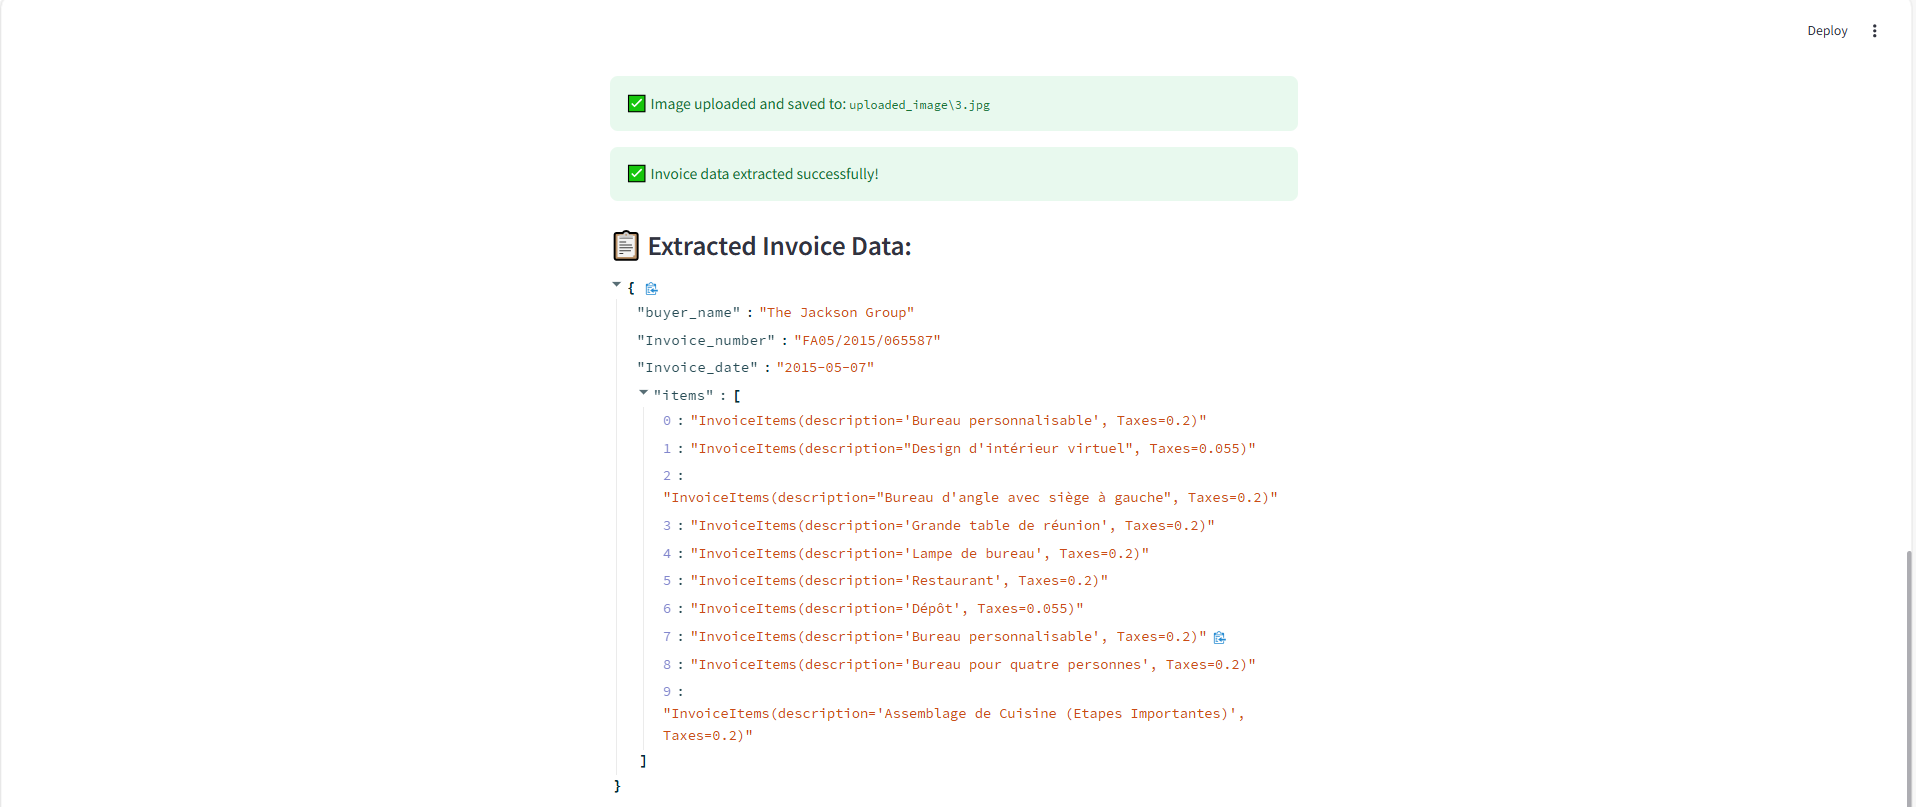 Deploy
✅ Image uploaded and saved to: uploaded_image\3.jpg
✅ Invoice data extracted successfully!
📋 Extracted Invoice Data:
{
"buyer_name" : "The Jackson Group"
"Invoice_number" : "FA05/2015/065587"
"Invoice_date" : "2015-05-07"
"items" : [
0 : "InvoiceItems(description='Bureau personnalisable', Taxes=0.2)"
1 : "InvoiceItems(description="Design d'intérieur virtuel", Taxes=0.055)"
2 :
"InvoiceItems(description="Bureau d'angle avec siège à gauche", Taxes=0.2)"
3 : "InvoiceItems(description='Grande table de réunion', Taxes=0.2)"
4 : "InvoiceItems(description='Lampe de bureau', Taxes=0.2)"
5 : "InvoiceItems(description='Restaurant', Taxes=0.2)"
6 : "InvoiceItems(description='Dépôt', Taxes=0.055)"
7 : "InvoiceItems(description='Bureau personnalisable', Taxes=0.2)"
8 : "InvoiceItems(description='Bureau pour quatre personnes', Taxes=0.2)"
9 :
"InvoiceItems(description='Assemblage de Cuisine (Etapes Importantes)',
Taxes=0.2)"
]
}